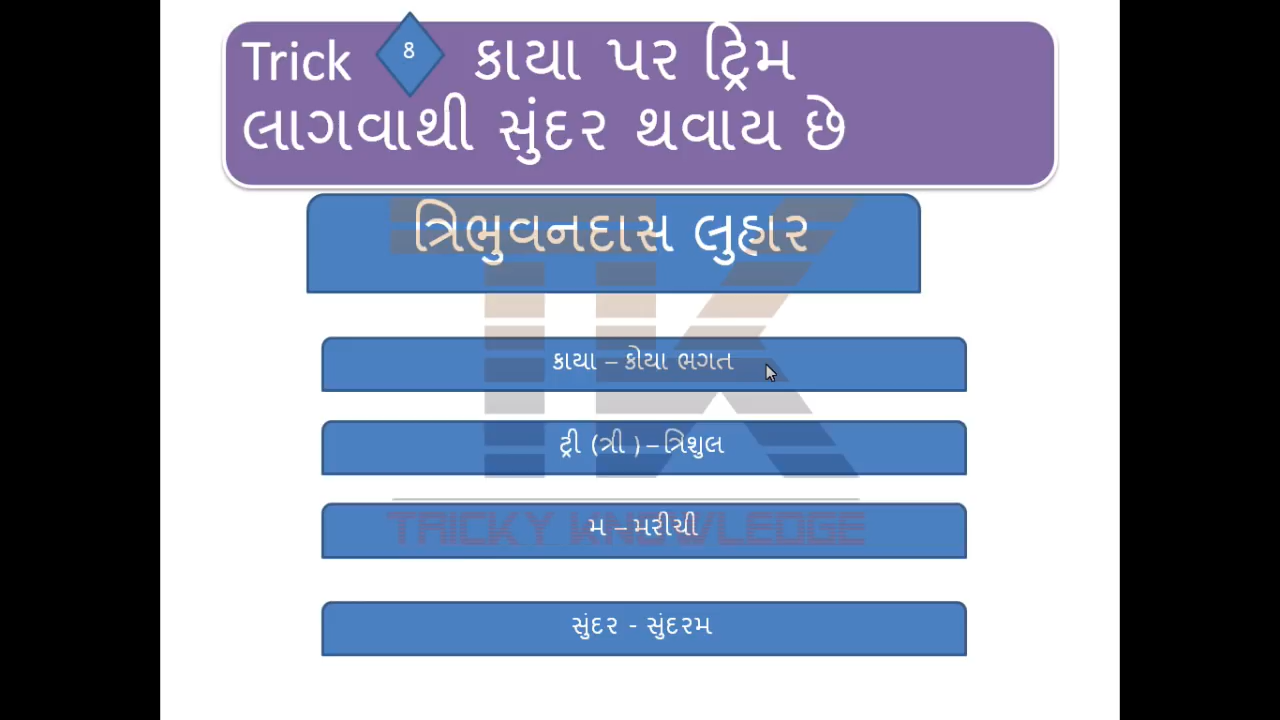 Trick 8 કાયા પર ટ્રિમ
લાગવાથી સુંદર થવાય છે
ત્રિભુવનદાસ લુહાર
કાયા – કોયા ભગત
ટ્રી (ત્રી ) – ત્રિશુલ
મ – મરીચી
TRICKY KNOWLEDGE
સુંદર - સુંદરમ